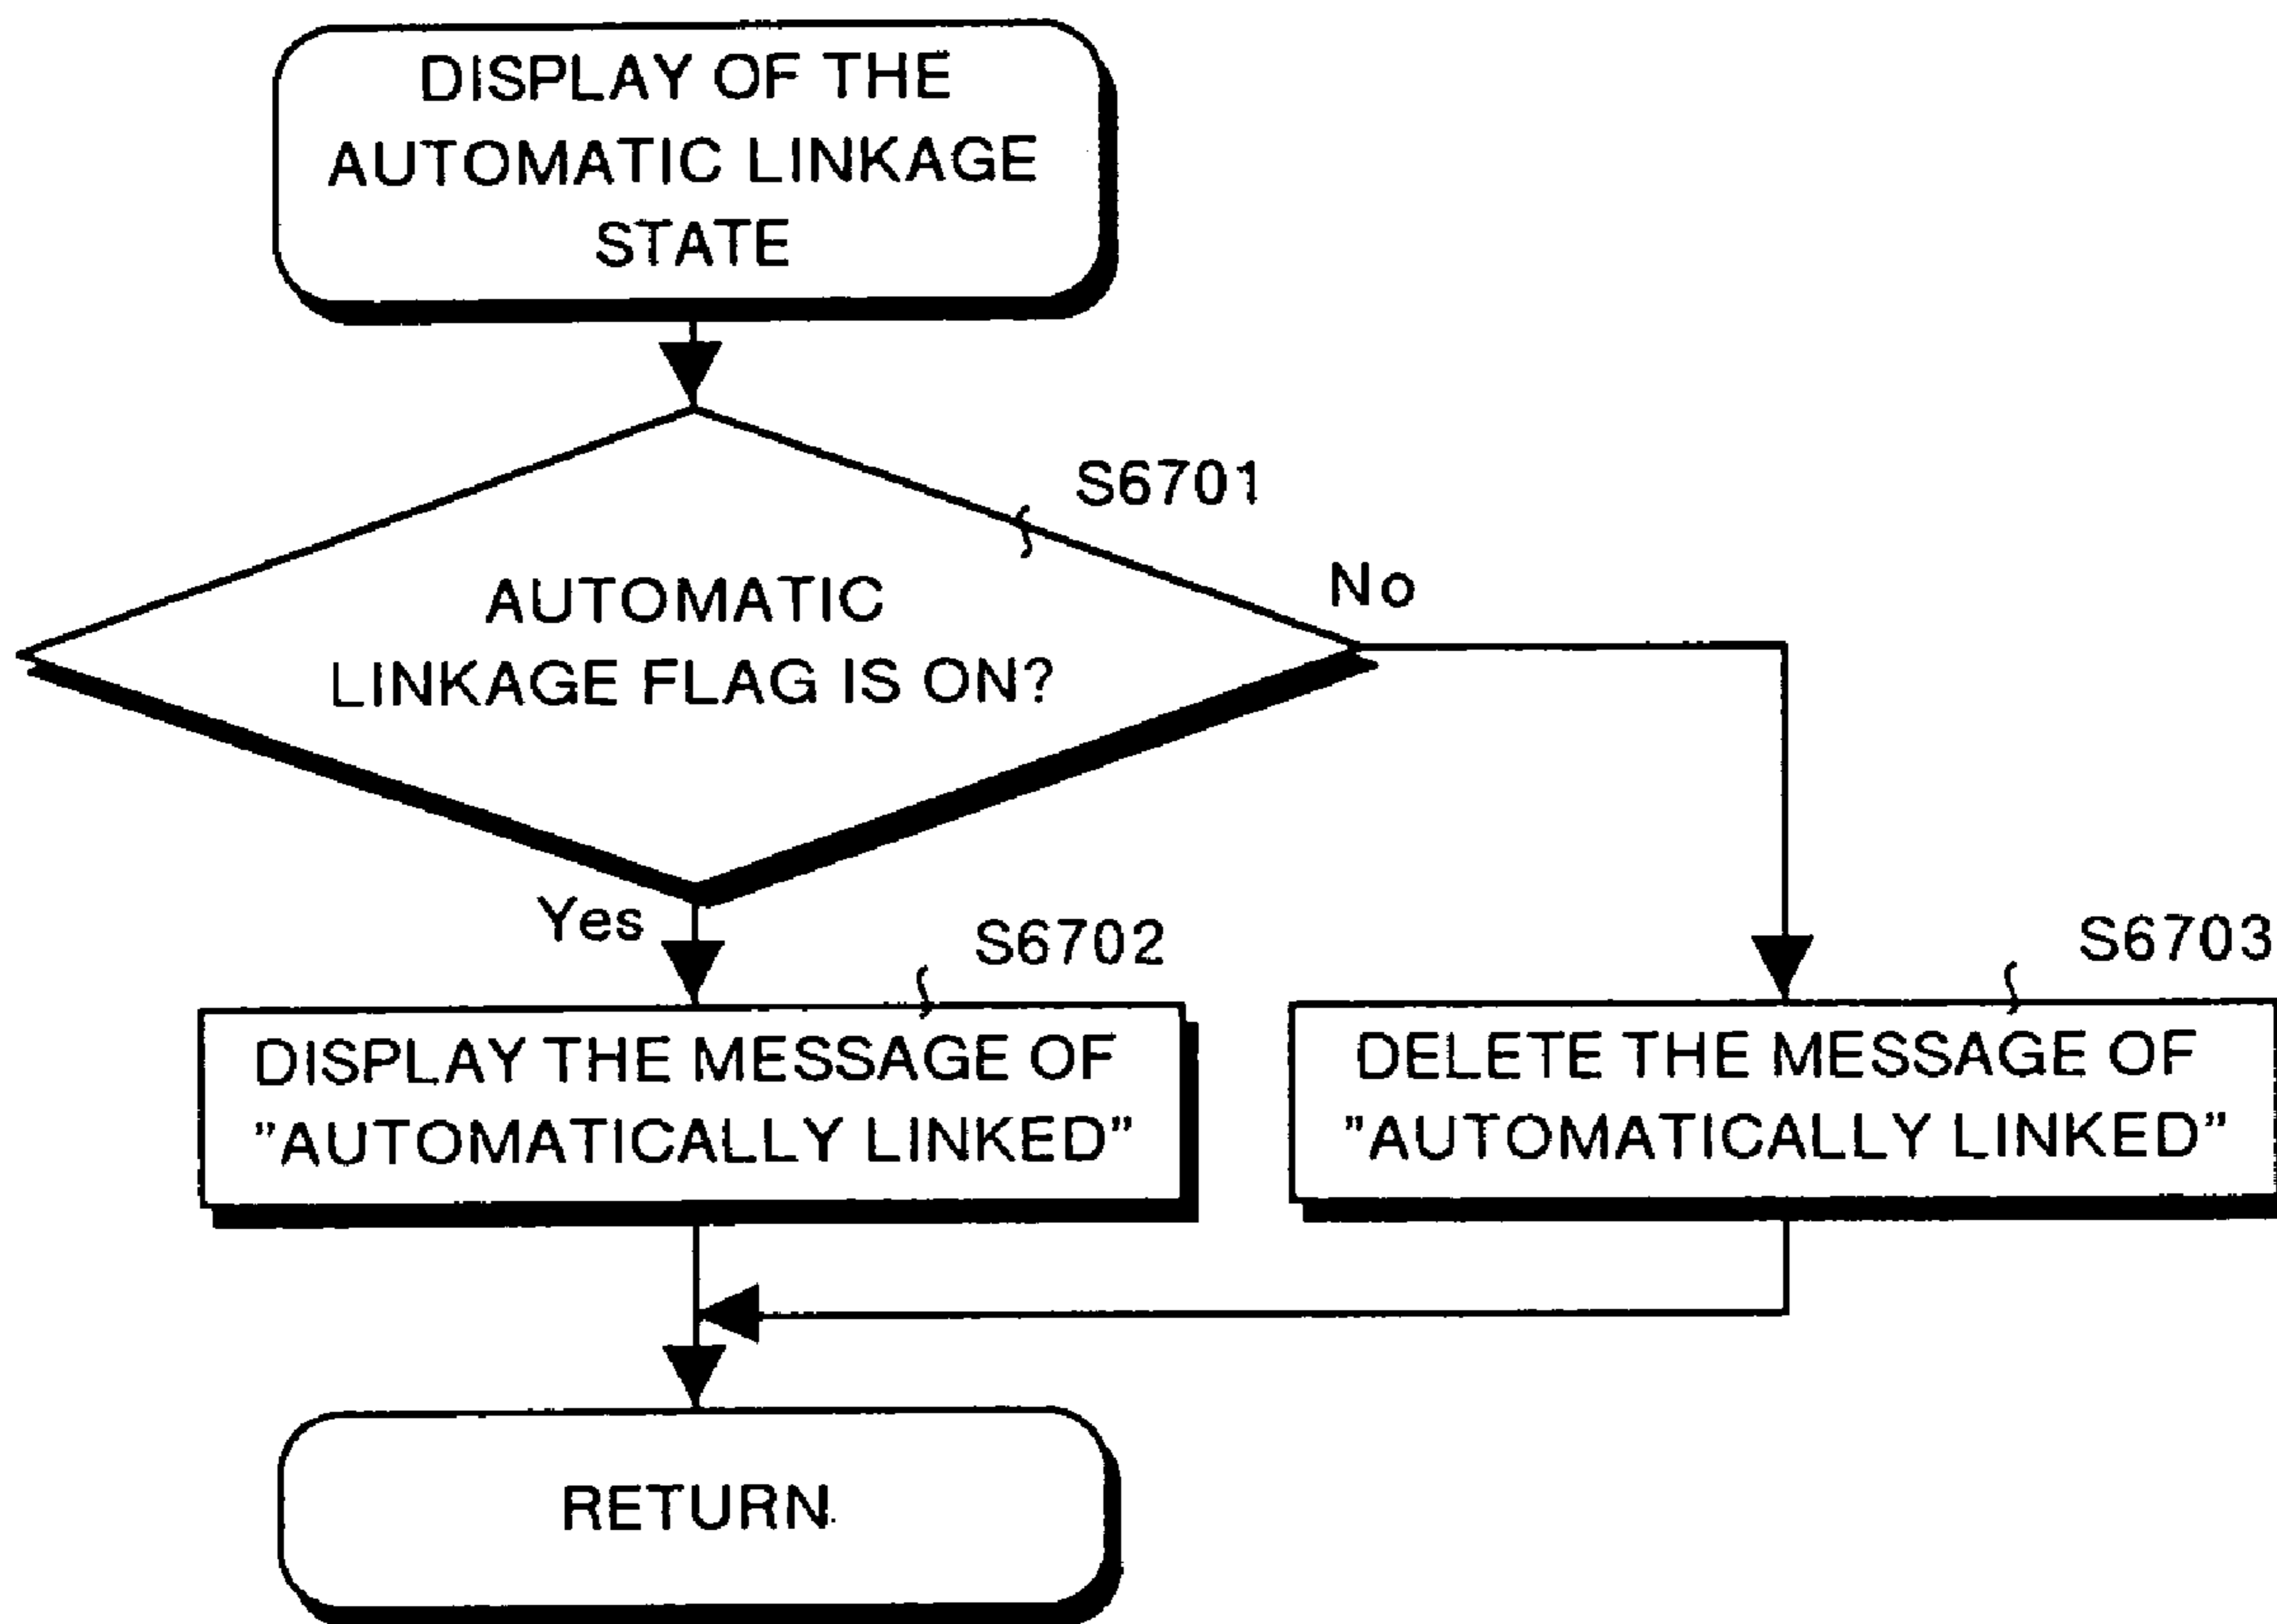 DISPLAY OF THE
AUTOMATIC LINKAGE
STATE
S6701
AUTOMATIC
LINKAGE FLAG IS ON?
No
Yes
S6702
S6703
DISPLAY THE MESSAGE OF
"AUTOMATICALLY LINKED"
DELETE THE MESSAGE OF
"AUTOMATICALLY LINKED"
RETURN